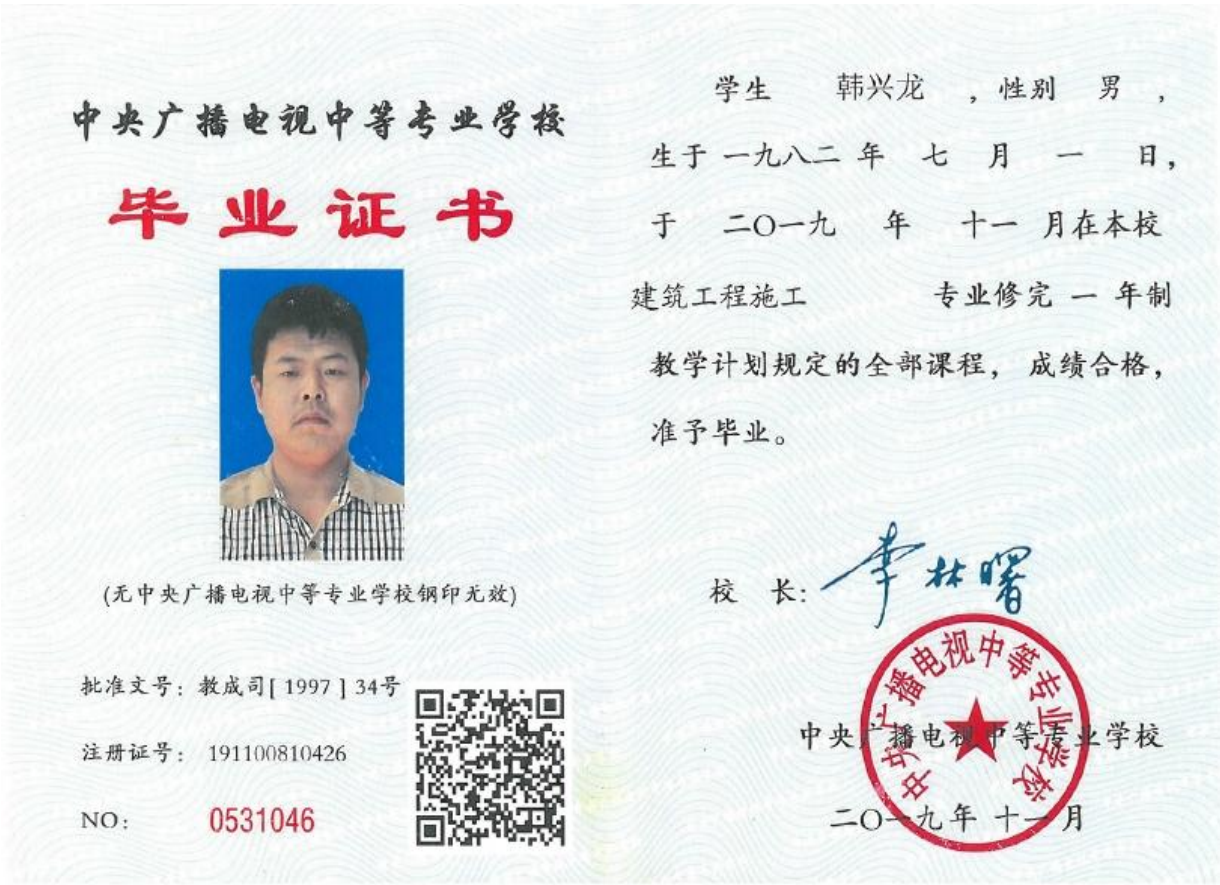 中央广播电视中等专业学校
毕业证书
(无中央广播电视中等专业学校钢印无效)
批准文号：教成司[ 1997 ] 34号
注册证号： 191100810426
NO： 0531046
学生 韩兴龙 ，性别 男 ，
生于 一九八二 年 七 月 一 日，
于 二〇一九 年 十一 月在本校
建筑工程施工 专业修完 一 年制
教学计划规定的全部课程， 成绩合格，
准予毕业。
校 长： 李林曙
中央广播电视中等专业学校
中央广播电视中等专业学校
二〇一九年 十一月